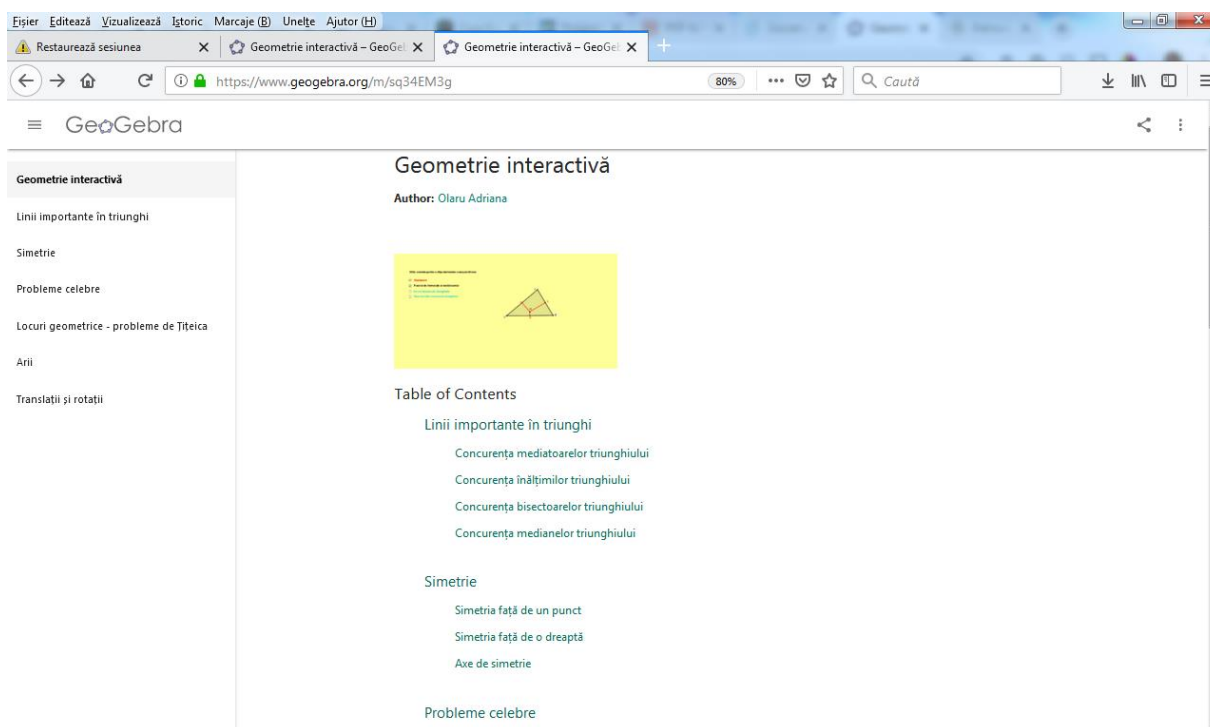 Fișier Editează Vizualizează Istoric Marcaje (B) Unelte Ajutor (H)
Restaurează sesiunea
Geometrie interactivă – GeoGel
Geometrie interactivă – GeoGel
https://www.geogebra.org/m/sq34EM3g
80%
Caută
GeoGebra
Geometrie interactivă
Linii importante în triunghi
Simetrie
Probleme celebre
Locuri geometrice - probleme de Țițeica
Arii
Translații și rotații
Geometrie interactivă
Author: Olaru Adriana
Table of Contents
Linii importante în triunghi
Concurența mediatoarelor triunghiului
Concurența înălțimilor triunghiului
Concurența bisectoarelor triunghiului
Concurența medianelor triunghiului
Simetrie
Simetria față de un punct
Simetria față de o dreaptă
Axe de simetrie
Probleme celebre